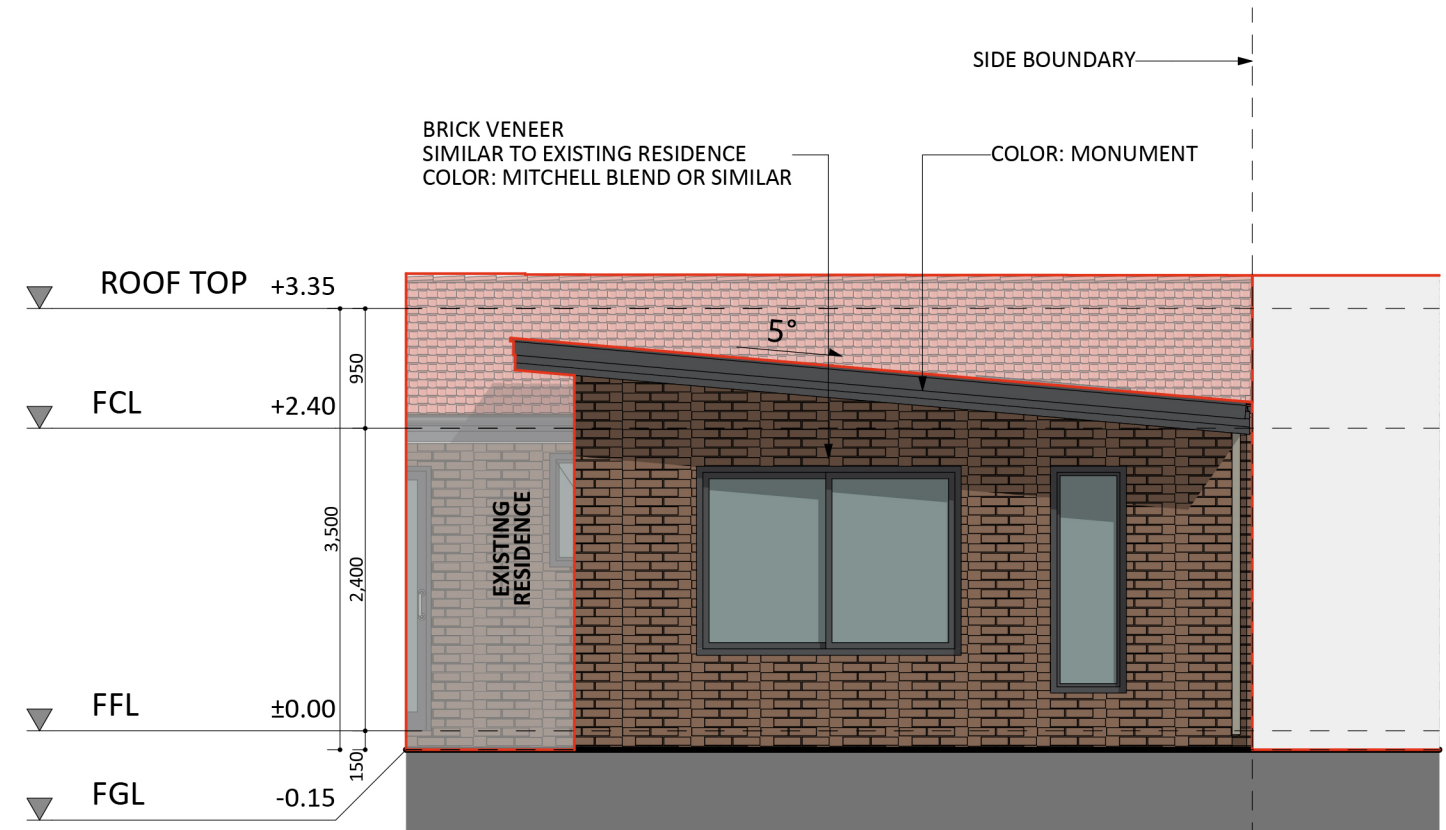 SIDE BOUNDARY
BRICK VENEER
SIMILAR TO EXISTING RESIDENCE
COLOR: MITCHELL BLEND OR SIMILAR
COLOR: MONUMENT
ROOF TOP +3.35
5°
950
FCL +2.40
EXISTING
RESIDENCE
3,500
2,400
FFL ±0.00
150
FGL -0.15